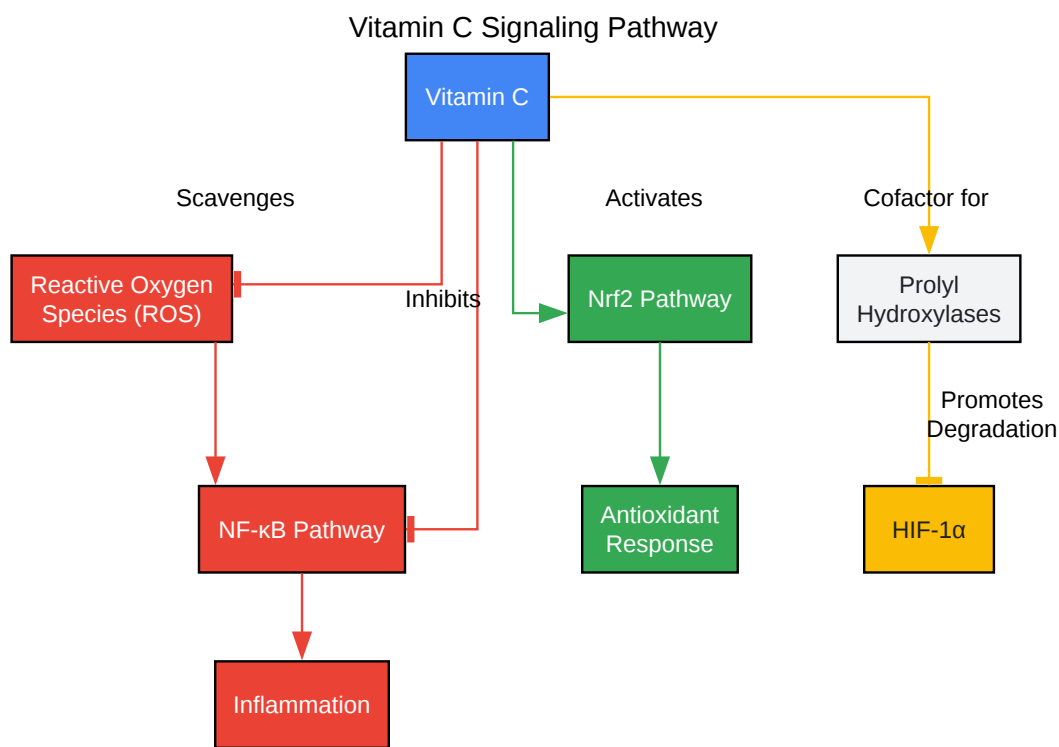 Vitamin C Signaling Pathway
Vitamin C
Scavenges
Activates
Cofactor for
Reactive Oxygen
Species (ROS)
Inhibits
Nrf2 Pathway
Prolyl
Hydroxylases
Promotes
Degradation
NF-κB Pathway
Antioxidant
Response
HIF-1α
Inflammation